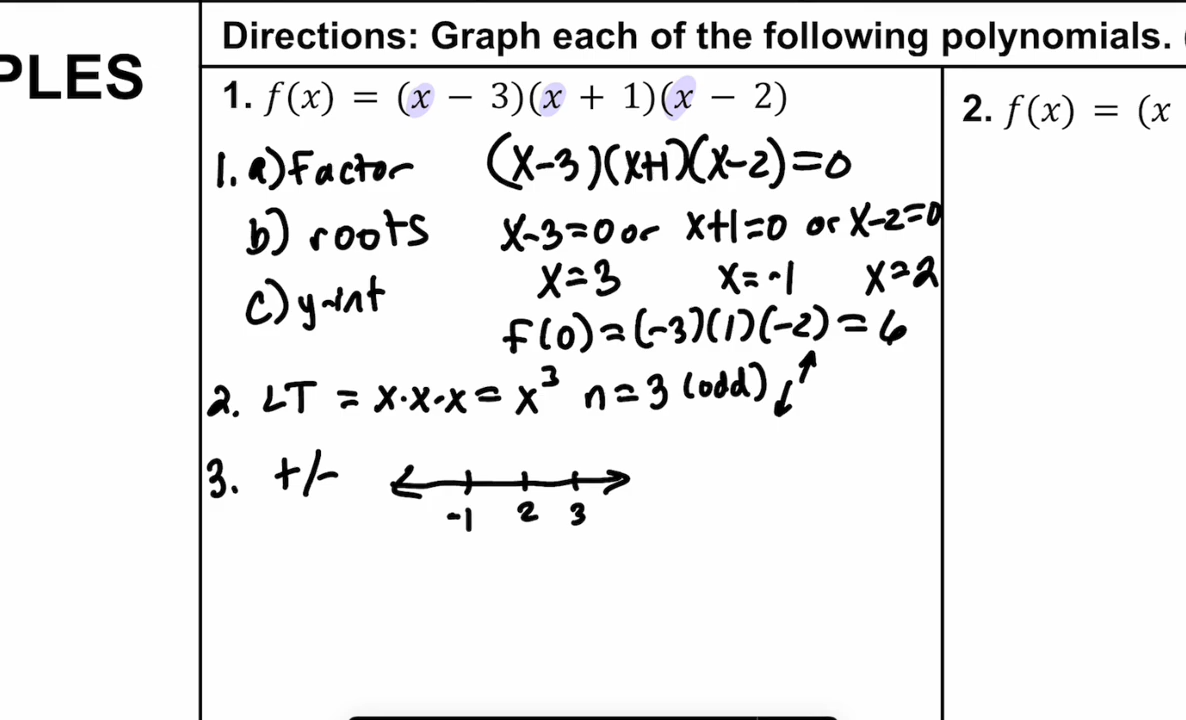 PLES
Directions: Graph each of the following polynomials.
1. f(x) = (x − 3)(x + 1)(x − 2)
2. f(x) = (x
1. a) Factor (x-3)(x+1)(x-2)=0
b) roots x-3=0 or x+1=0 or x-2=0
x=3 x=-1 x=2
c) y-int
f(0)=(-3)(1)(-2)=6
2. LT = x·x·x = x³ n=3 (odd)
3. +/-
-1 2 3